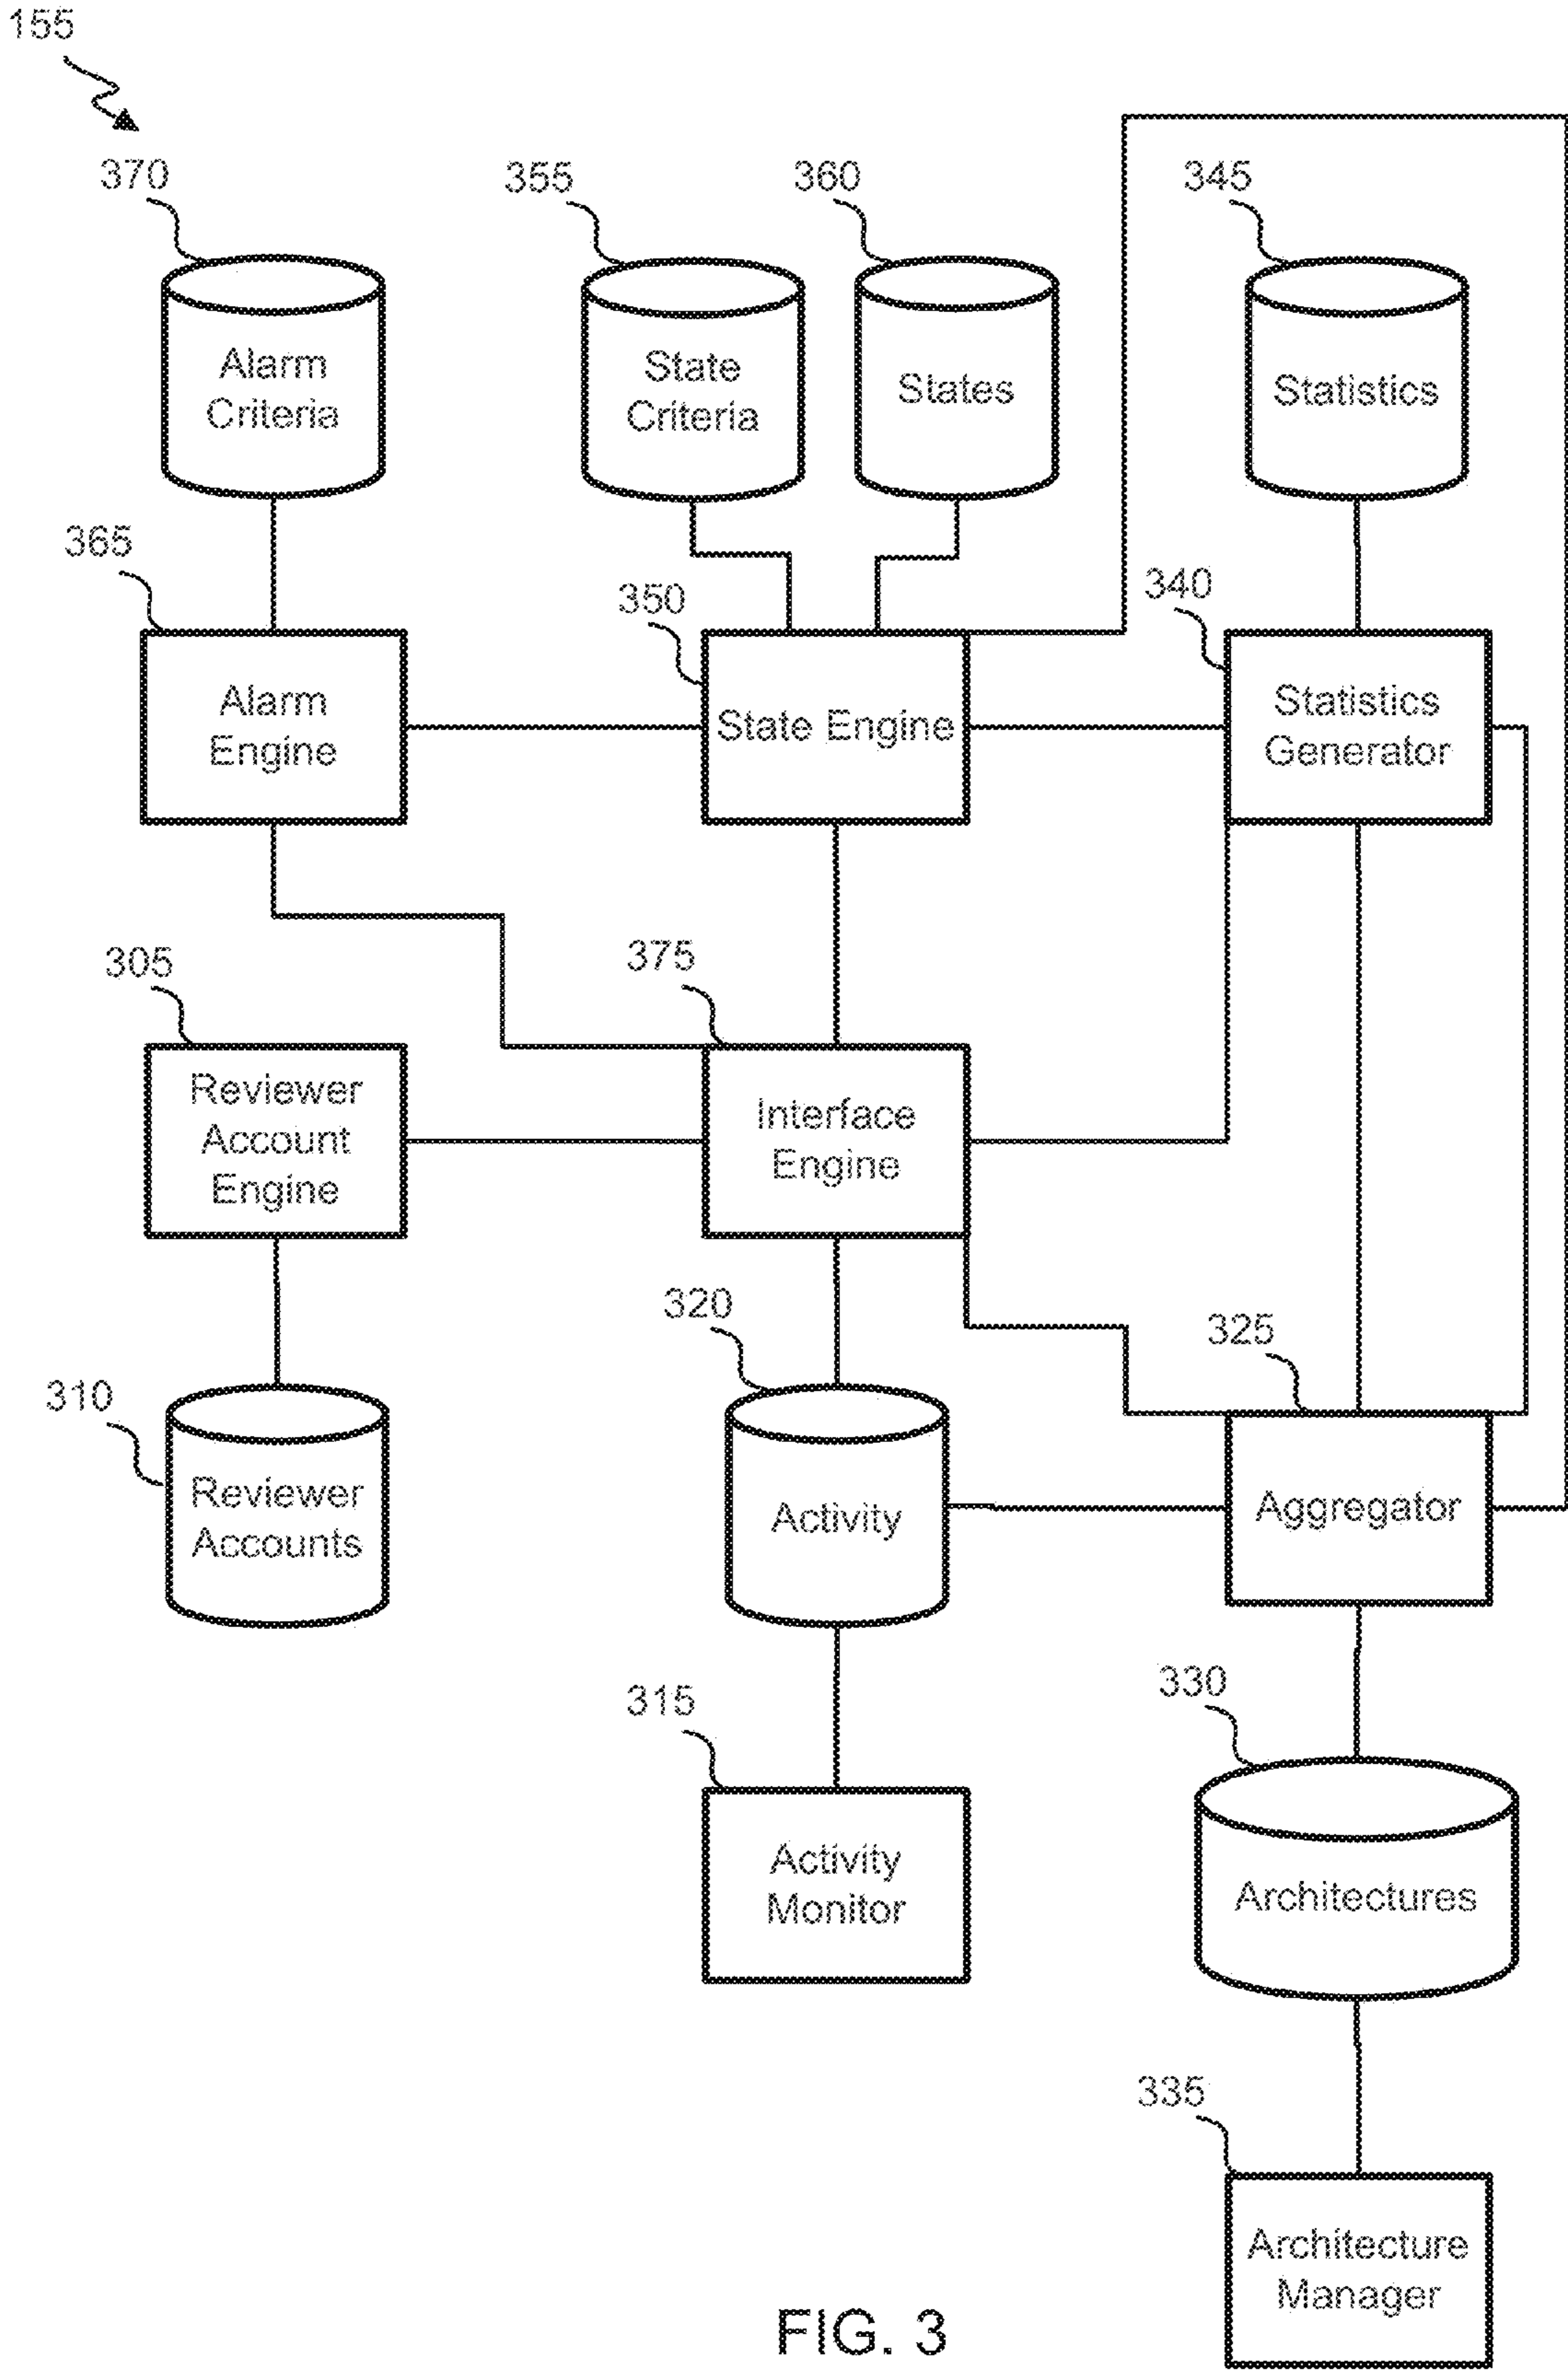 155
370
355
360
345
Alarm
Criteria
State
Criteria
States
Statistics
365
350
340
Alarm
Engine
State Engine
Statistics
Generator
305
375
Reviewer
Account
Engine
Interface
Engine
310
320
325
Reviewer
Accounts
Activity
Aggregator
315
330
Activity
Monitor
Architectures
335
Architecture
Manager
FIG. 3